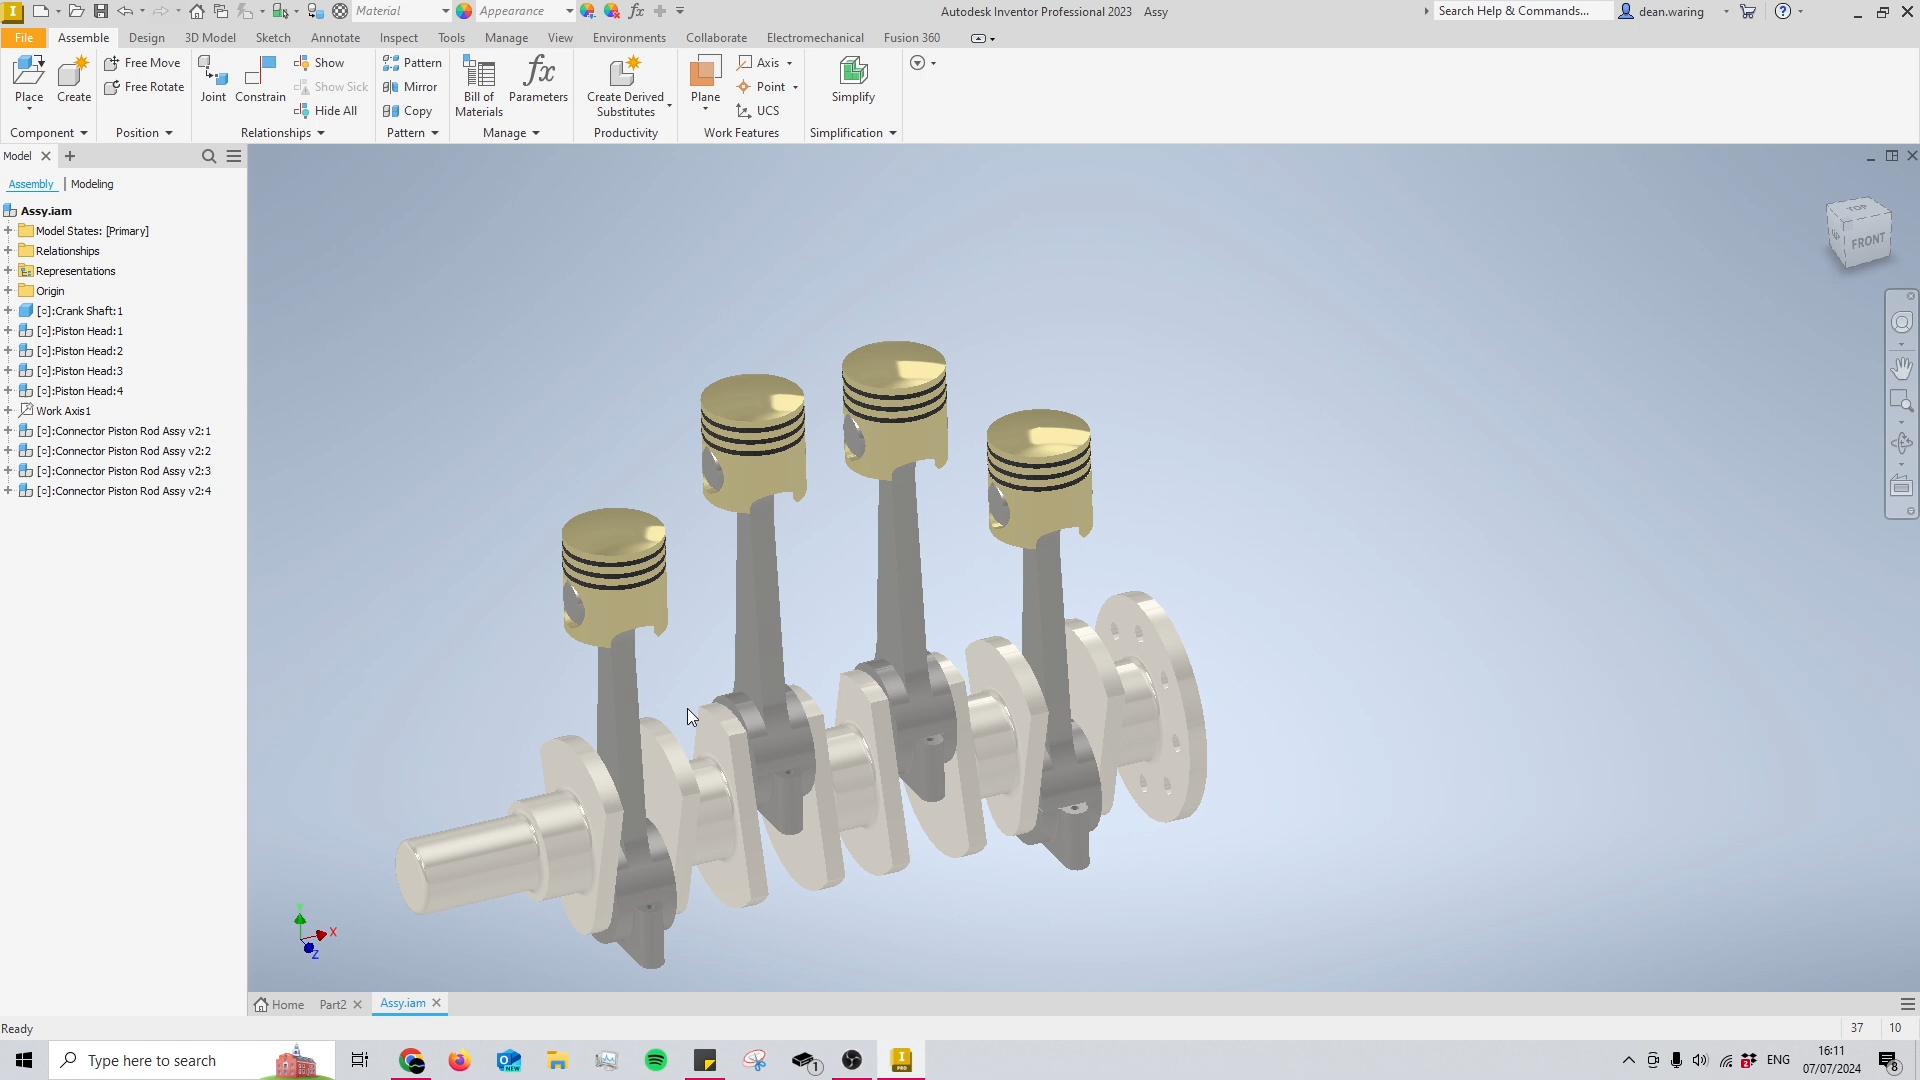 Material
Appearance
fx
Autodesk Inventor Professional 2023 Assy
Search Help & Commands...
dean.waring
File Assemble Design 3D Model Sketch Annotate Inspect Tools Manage View Environments Collaborate Electromechanical Fusion 360
Place
Create
Free Move
Free Rotate
Joint
Constrain
Show
Show Sick
Hide All
Pattern
Mirror
Copy
Bill of
Materials
fx
Parameters
Create Derived
Substitutes
Plane
Axis
Point
UCS
Simplify
Component
Position
Relationships
Pattern
Manage
Productivity
Work Features
Simplification
Model
Assembly | Modeling
Assy.iam
Model States: [Primary]
Relationships
Representations
Origin
[○]:Crank Shaft:1
[○]:Piston Head:1
[○]:Piston Head:2
[○]:Piston Head:3
[○]:Piston Head:4
Work Axis1
[○]:Connector Piston Rod Assy v2:1
[○]:Connector Piston Rod Assy v2:2
[○]:Connector Piston Rod Assy v2:3
[○]:Connector Piston Rod Assy v2:4
TOP
FRONT
X
Z
Home
Part2
Assy.iam
Ready
37 10
Type here to search
ENG
16:11
07/07/2024
8